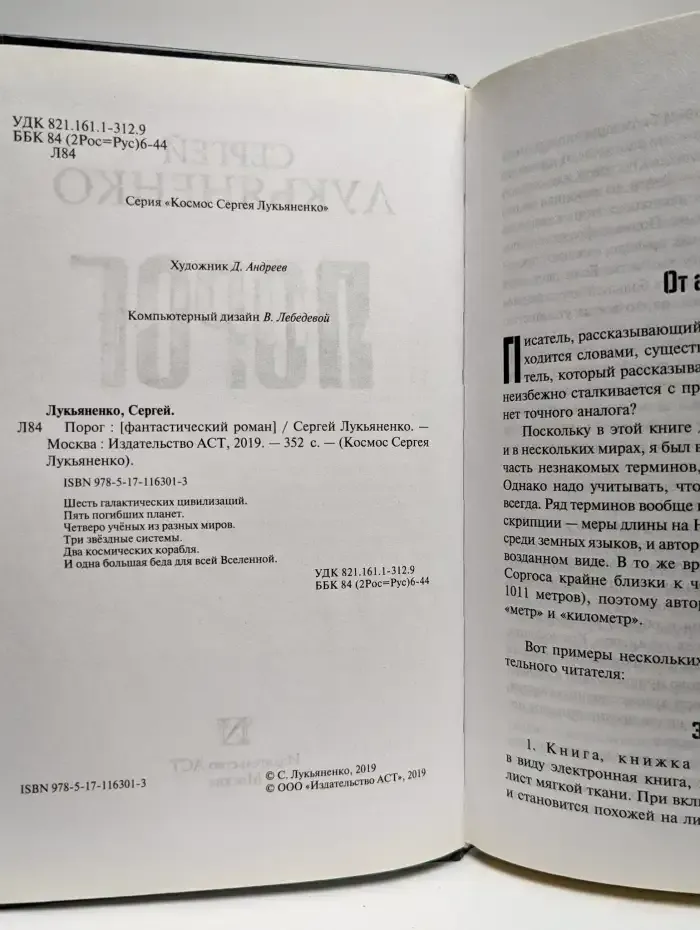 УДК 821.161.1-312.9
ББК 84 (2Рос=Рус)6-44
Л84
Серия «Космос Сергея Лукьяненко»
Художник Д. Андреев
Компьютерный дизайн В. Лебедевой
Лукьяненко, Сергей.
Л84 Порог : [фантастический роман] / Сергей Лукьяненко. —
Москва : Издательство АСТ, 2019. — 352 с. — (Космос Сергея
Лукьяненко).
ISBN 978-5-17-116301-3
Шесть галактических цивилизаций.
Пять погибших планет.
Четверо учёных из разных миров.
Три звёздные системы.
Два космических корабля.
И одна большая беда для всей Вселенной.
УДК 821.161.1-312.9
ББК 84 (2Рос=Рус)6-44
ISBN 978-5-17-116301-3
© С. Лукьяненко, 2019
© ООО «Издательство АСТ», 2019
От а
Писатель, рассказывающий
ходится словами, сущест
тель, который рассказыва
неизбежно сталкивается с пр
нет точного аналога?
Поскольку в этой книге
и в нескольких мирах, я был в
часть незнакомых терминов,
Однако надо учитывать, что
всегда. Ряд терминов вообще
скрипции — меры длины на Н
среди земных языков, и автор
возданном виде. В то же вр
Соргоса крайне близки к ч
1011 метров), поэтому автор
«метр» и «километр».
Вот примеры нескольких
тельного читателя:
1. Книга, книжка
в виду электронная книга,
лист мягкой ткани. При вкл
и становится похожей на ли